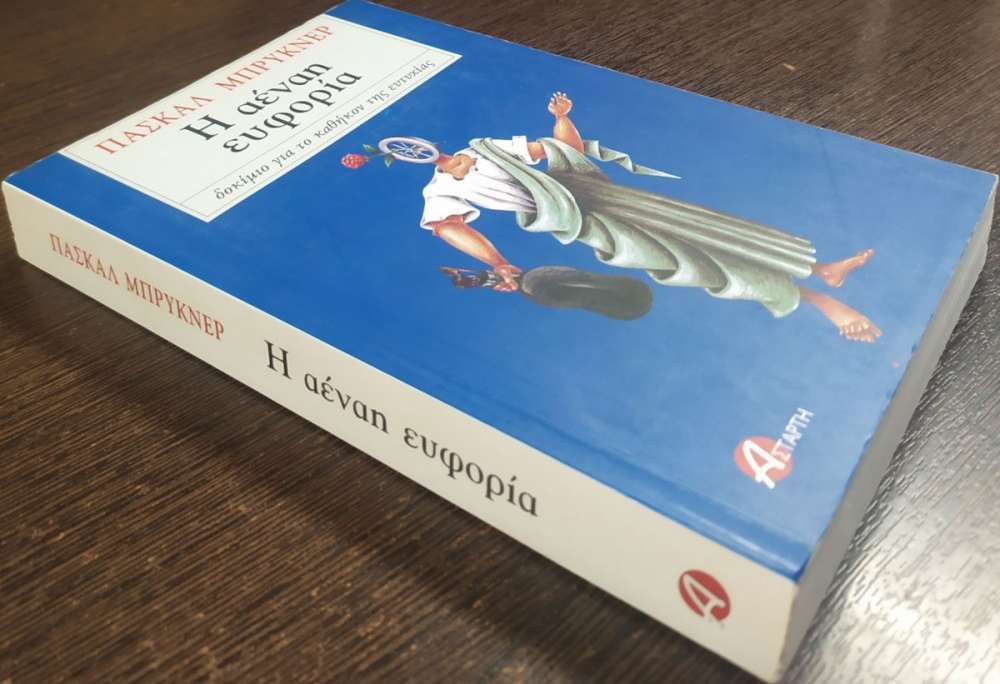 ΠΑΣΚΑΛ ΜΠΡΥΚΝΕΡ
Η αέναη
ευφορία
δοκίμιο για το καθήκον της ευτυχίας
ΑΣΤΑΡΤΗ
ΠΑΣΚΑΛ ΜΠΡΥΚΝΕΡ
Η αέναη ευφορία
Α